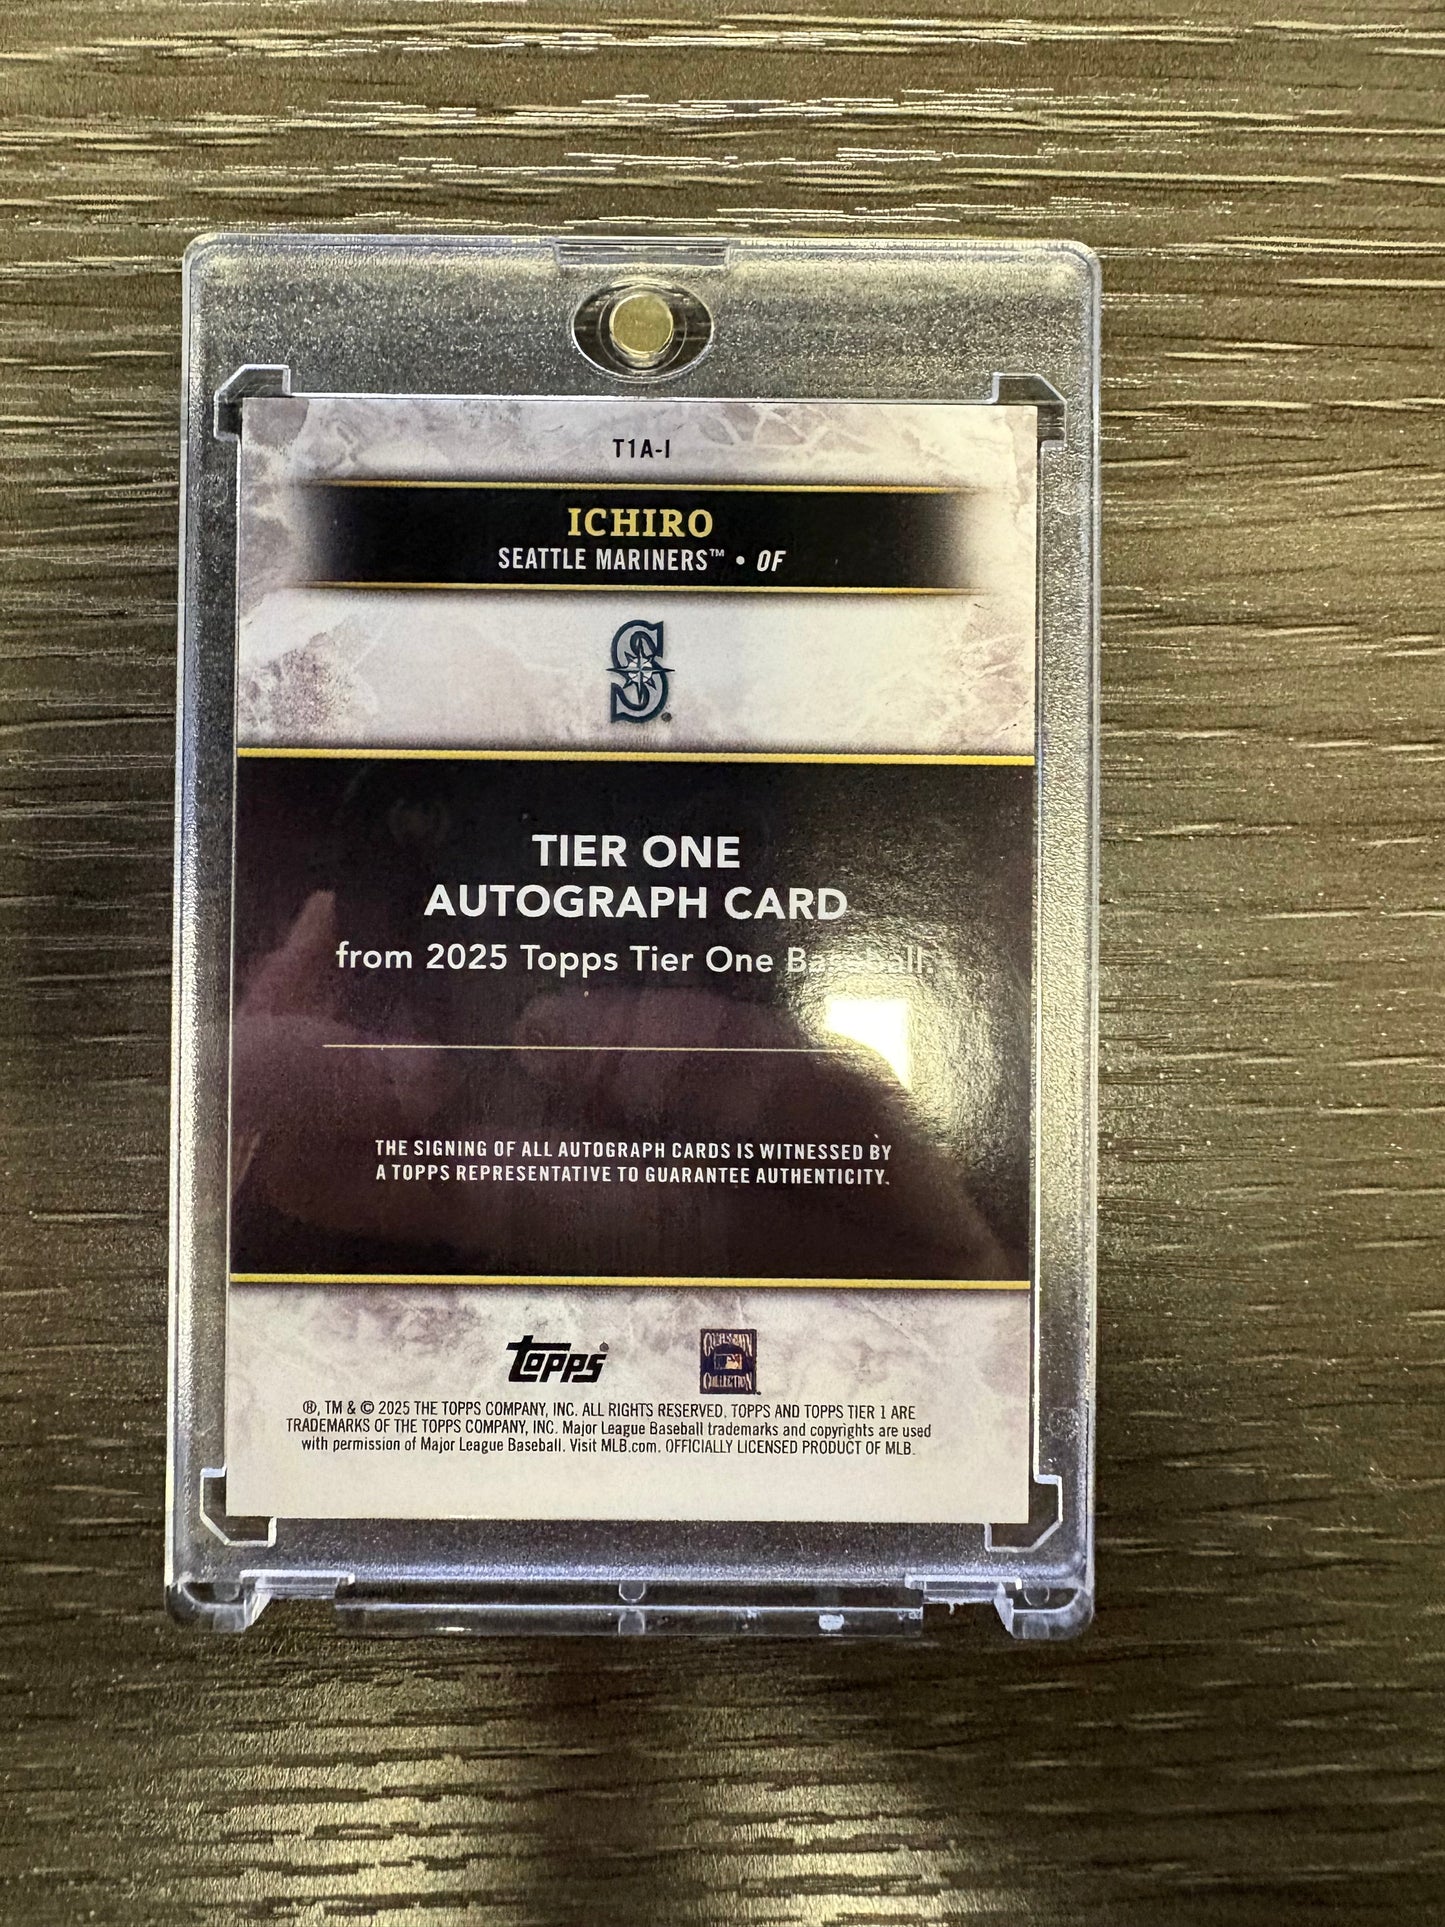 T1A-I
ICHIRO
SEATTLE MARINERS™ • OF
S
TIER ONE
AUTOGRAPH CARD
from 2025 Topps Tier One Baseball.
THE SIGNING OF ALL AUTOGRAPH CARDS IS WITNESSED BY
A TOPPS REPRESENTATIVE TO GUARANTEE AUTHENTICITY.
topps®
COOPERSTOWN
COLLECTION
®, TM & © 2025 THE TOPPS COMPANY, INC. ALL RIGHTS RESERVED. TOPPS AND TOPPS TIER 1 ARE
TRADEMARKS OF THE TOPPS COMPANY, INC. Major League Baseball trademarks and copyrights are used
with permission of Major League Baseball. Visit MLB.com. OFFICIALLY LICENSED PRODUCT OF MLB.